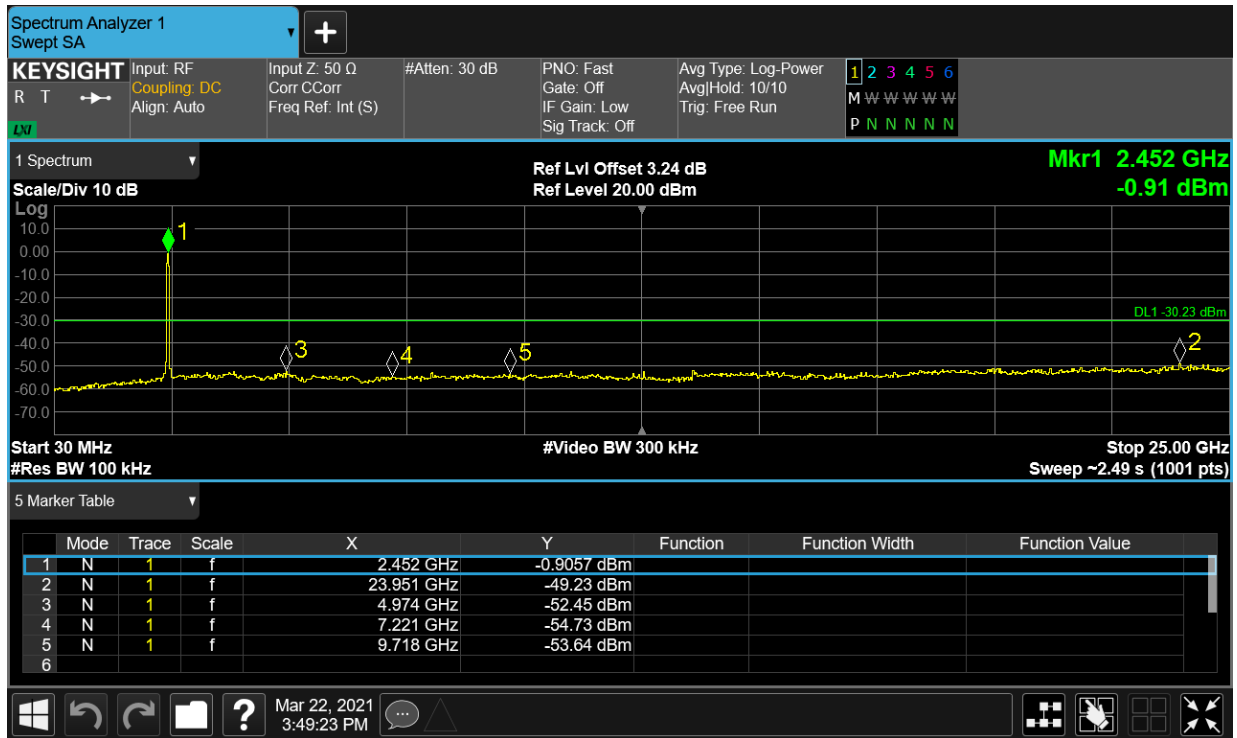 Spectrum Analyzer 1
Swept SA
KEYSIGHT
R T
LXI
Input: RF
Coupling: DC
Align: Auto
Input Z: 50 Ω
Corr CCorr
Freq Ref: Int (S)
#Atten: 30 dB
PNO: Fast
Gate: Off
IF Gain: Low
Sig Track: Off
Avg Type: Log-Power
Avg|Hold: 10/10
Trig: Free Run
1 2 3 4 5 6
M W W W W W
P N N N N N
1 Spectrum
Scale/Div 10 dB
Log
Ref Lvl Offset 3.24 dB
Ref Level 20.00 dBm
Mkr1 2.452 GHz
-0.91 dBm
10.0
0.00
-10.0
-20.0
-30.0
-40.0
-50.0
-60.0
-70.0
1
DL1 -30.23 dBm
3
4
5
2
Start 30 MHz
#Res BW 100 kHz
#Video BW 300 kHz
Stop 25.00 GHz
Sweep ~2.49 s (1001 pts)
5 Marker Table
Mode Trace Scale X Y Function Function Width Function Value
1 N 1 f 2.452 GHz -0.9057 dBm
2 N 1 f 23.951 GHz -49.23 dBm
3 N 1 f 4.974 GHz -52.45 dBm
4 N 1 f 7.221 GHz -54.73 dBm
5 N 1 f 9.718 GHz -53.64 dBm
6
?
Mar 22, 2021
3:49:23 PM